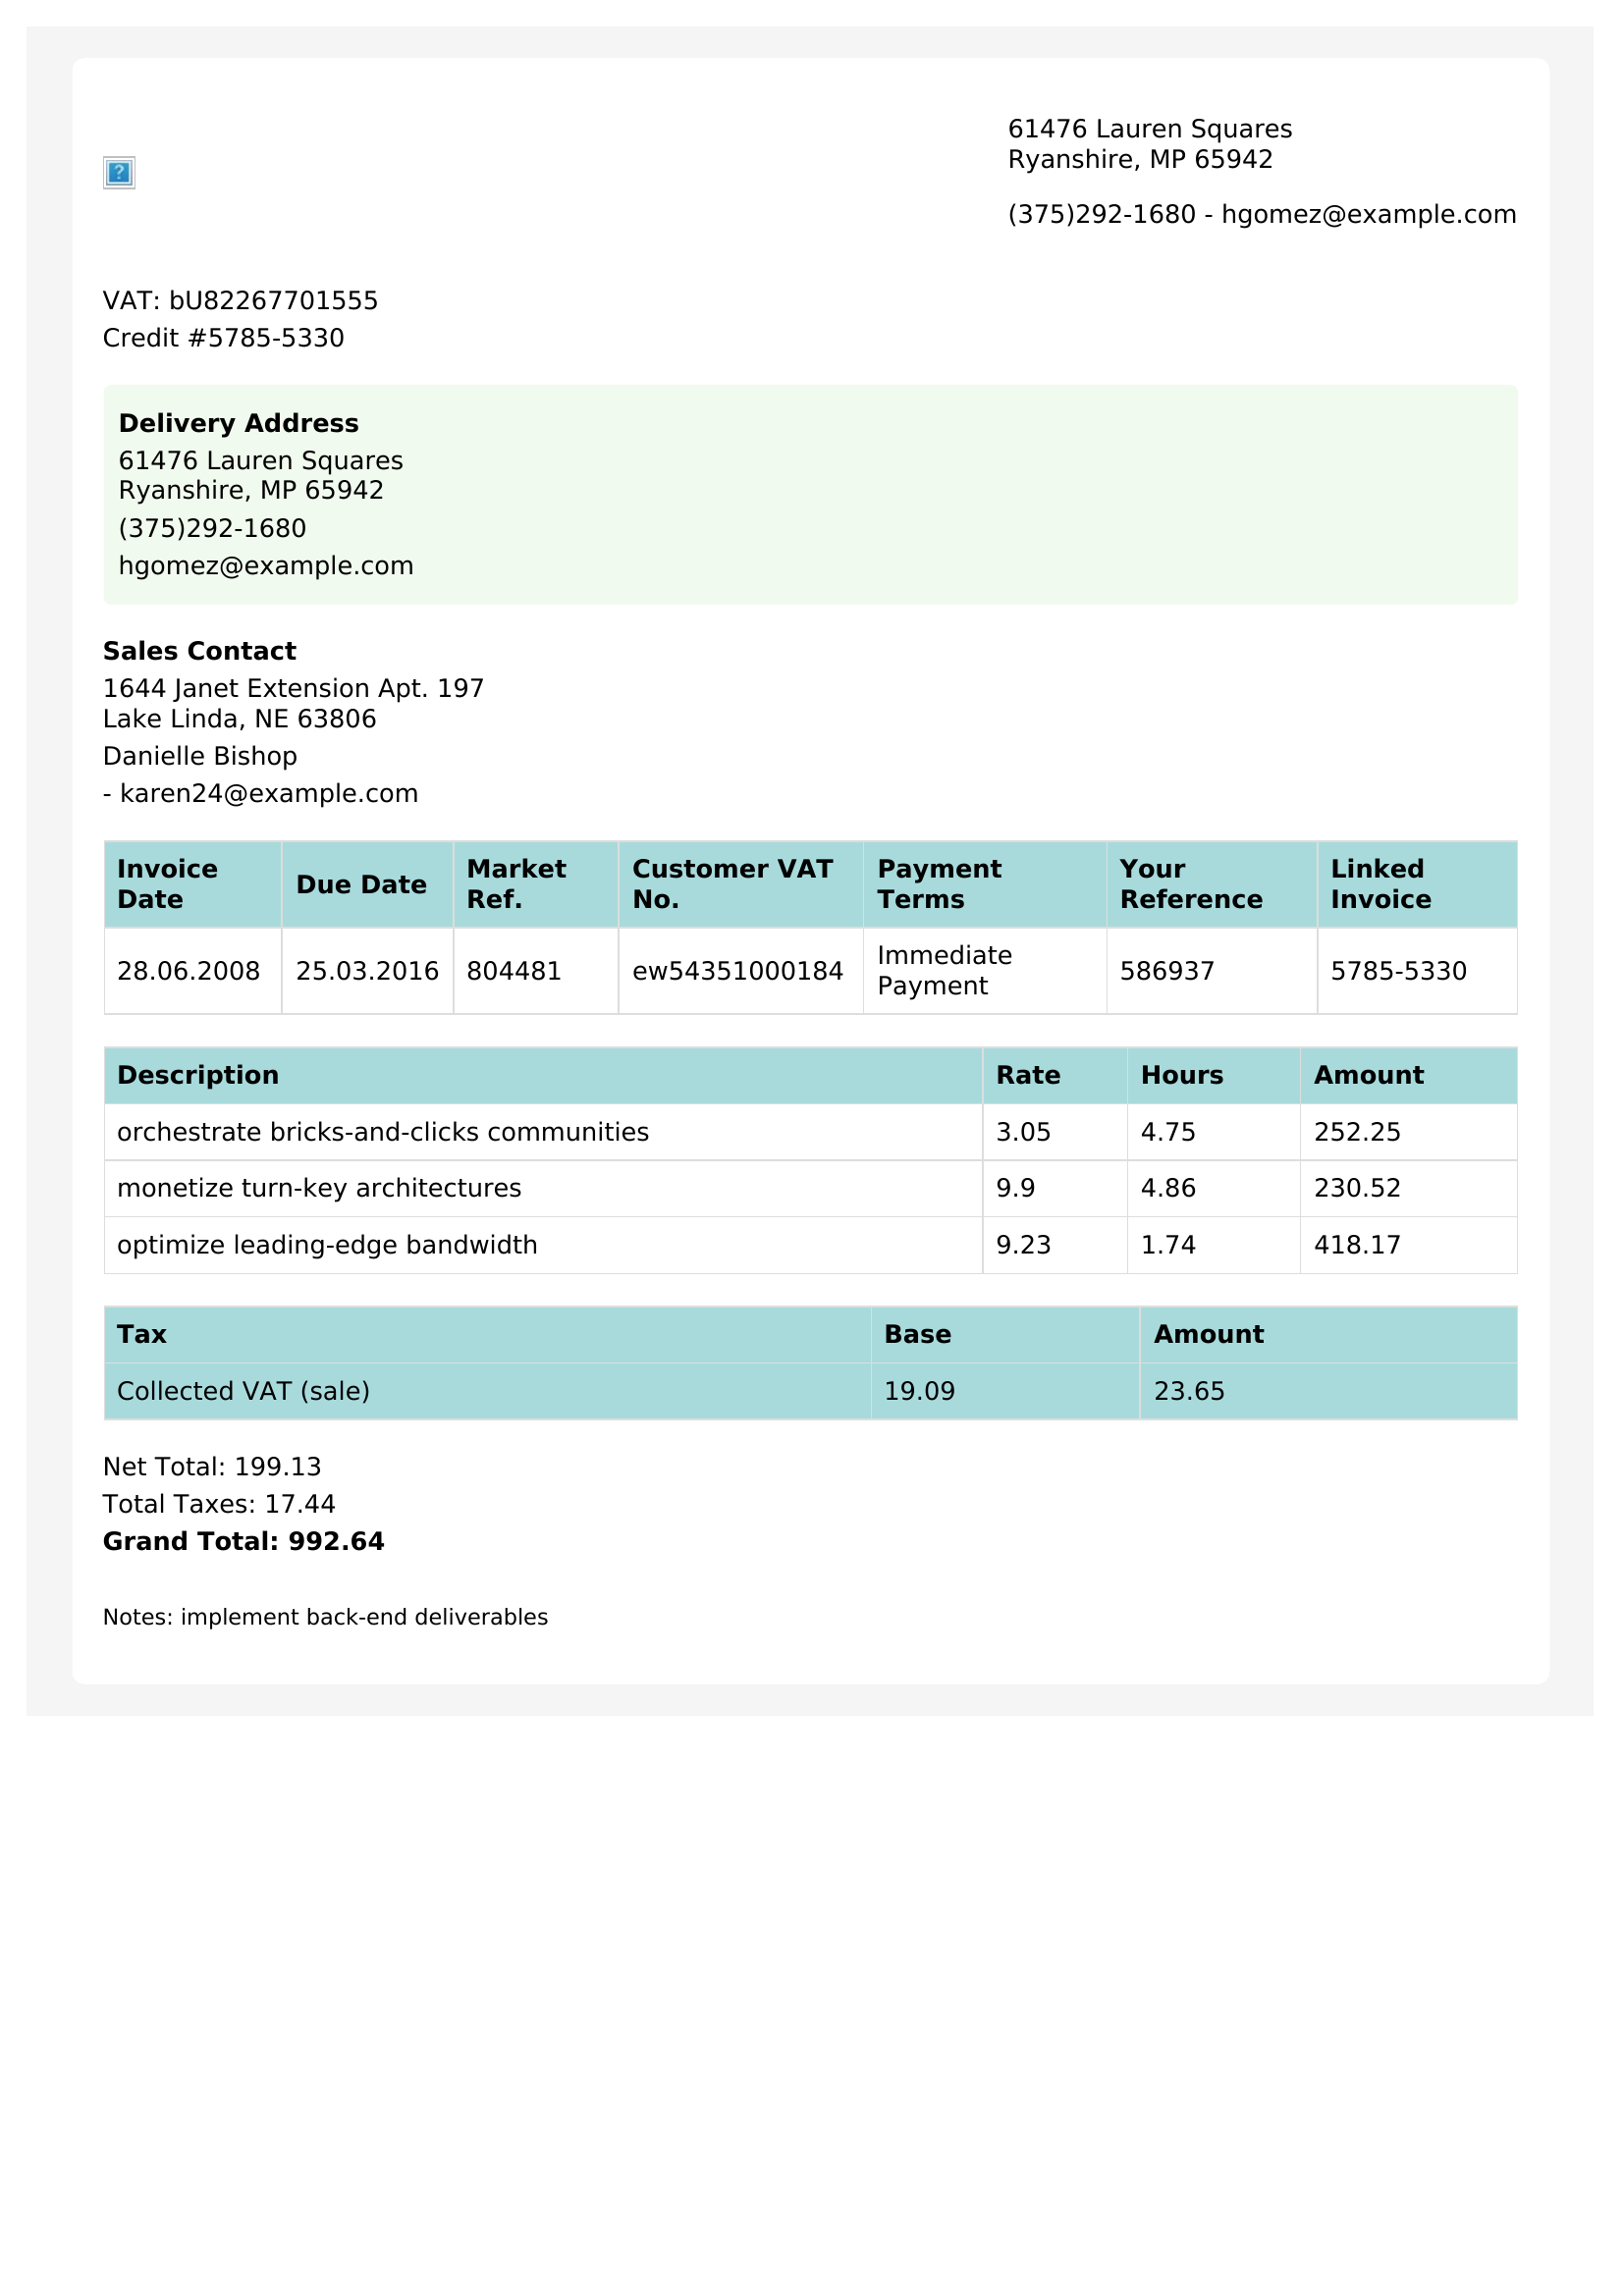 61476 Lauren Squares
Ryanshire, MP 65942
(375)292-1680 - hgomez@example.com
VAT: bU82267701555
Credit #5785-5330
Delivery Address
61476 Lauren Squares
Ryanshire, MP 65942
(375)292-1680
hgomez@example.com
Sales Contact
1644 Janet Extension Apt. 197
Lake Linda, NE 63806
Danielle Bishop
- karen24@example.com
Invoice Date Due Date Market Ref. Customer VAT No. Payment Terms Your Reference Linked Invoice
28.06.2008 25.03.2016 804481 ew54351000184 Immediate Payment 586937 5785-5330
Description Rate Hours Amount
orchestrate bricks-and-clicks communities 3.05 4.75 252.25
monetize turn-key architectures 9.9 4.86 230.52
optimize leading-edge bandwidth 9.23 1.74 418.17
Tax Base Amount
Collected VAT (sale) 19.09 23.65
Net Total: 199.13
Total Taxes: 17.44
Grand Total: 992.64
Notes: implement back-end deliverables